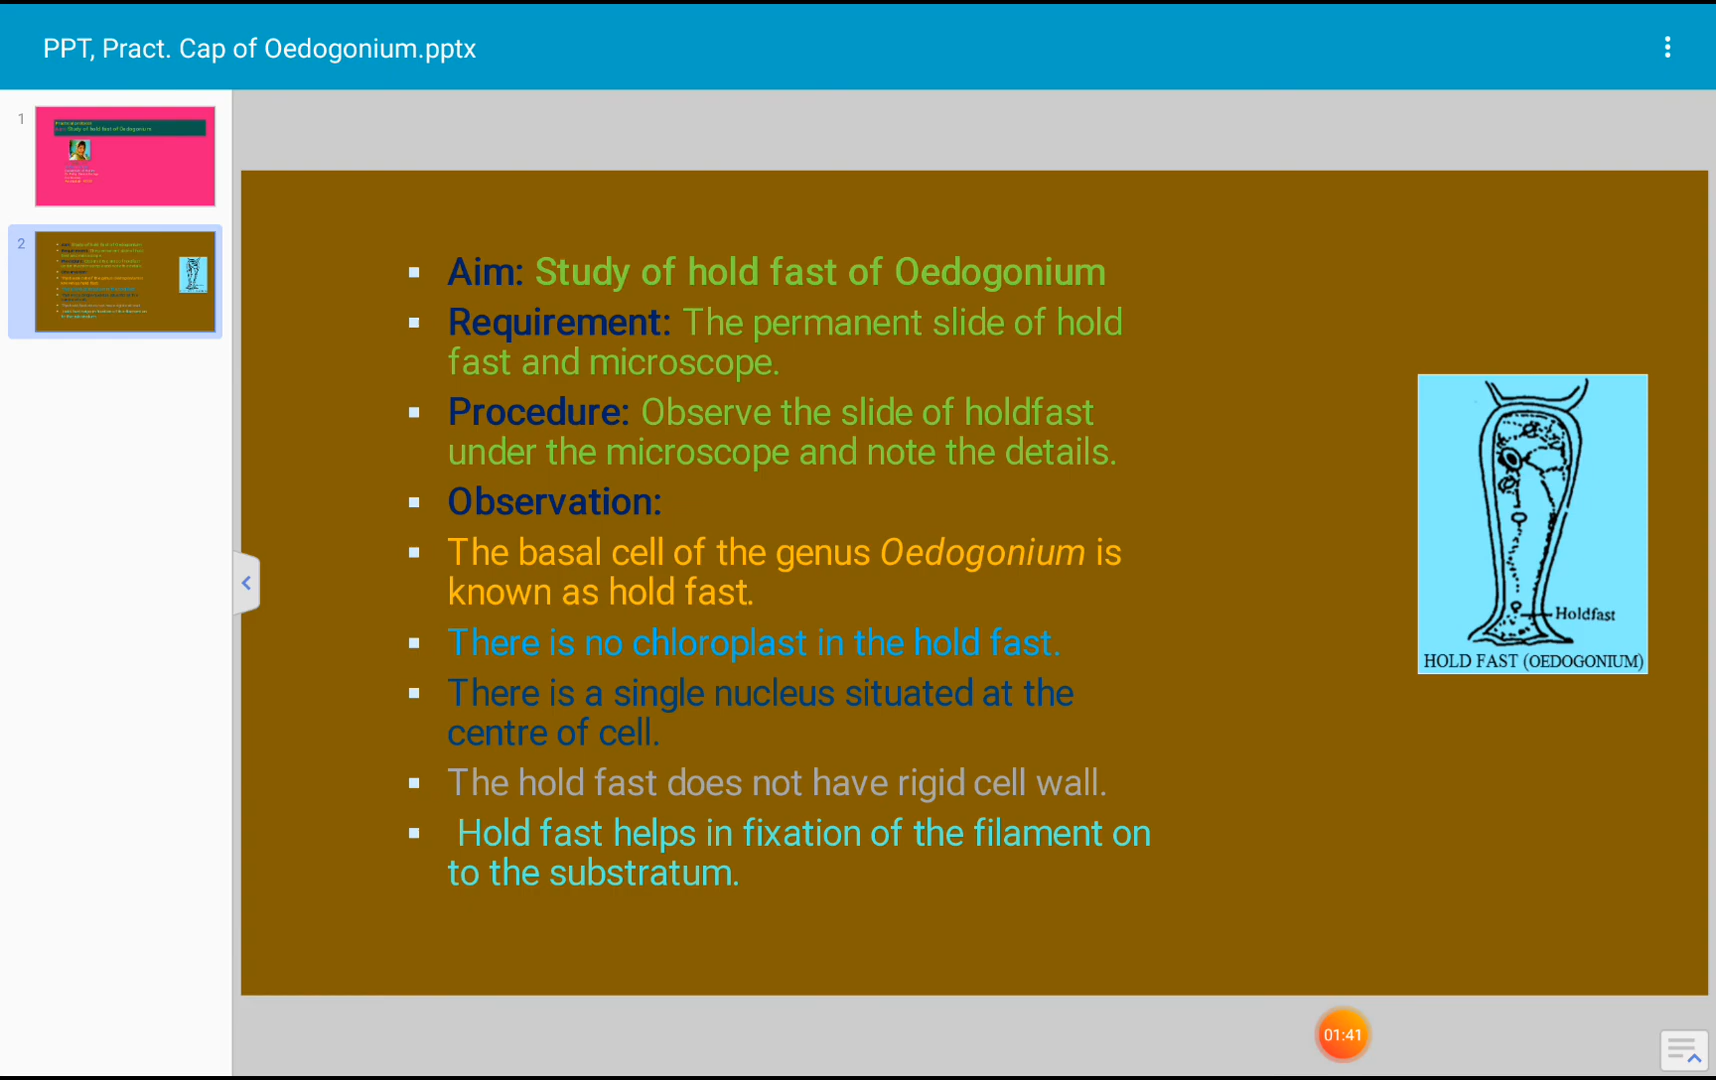 PPT, Pract. Cap of Oedogonium.pptx
1
2
Aim: Study of hold fast of Oedogonium
Requirement: The permanent slide of hold
fast and microscope.
Procedure: Observe the slide of holdfast
under the microscope and note the details.
Observation:
The basal cell of the genus Oedogonium is
known as hold fast.
There is no chloroplast in the hold fast.
There is a single nucleus situated at the
centre of cell.
The hold fast does not have rigid cell wall.
Hold fast helps in fixation of the filament on
to the substratum.
Holdfast
HOLD FAST (OEDOGONIUM)
01:41